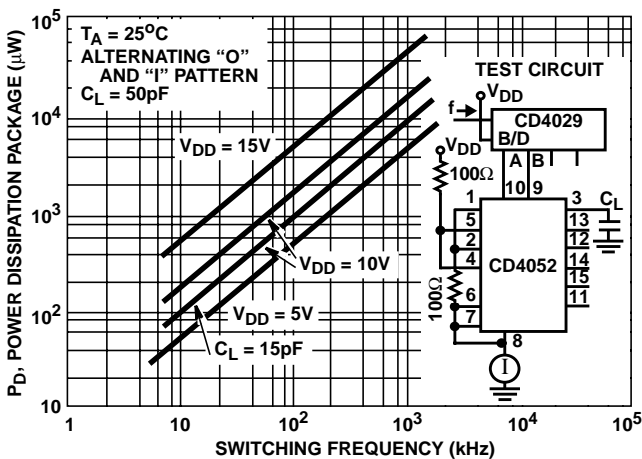 10⁵
10⁴
10³
10²
10
P_D, POWER DISSIPATION PACKAGE (μW)
T_A = 25°C
ALTERNATING “O”
AND “I” PATTERN
C_L = 50pF
V_DD = 15V
V_DD = 10V
V_DD = 5V
C_L = 15pF
TEST CIRCUIT
V_DD
f
CD4029
B/D
A B
V_DD
100Ω
10 9
1
5
2
4
6
7
3
13
12
14
15
11
C_L
CD4052
100Ω
8
I
1 10 10² 10³ 10⁴ 10⁵
SWITCHING FREQUENCY (kHz)